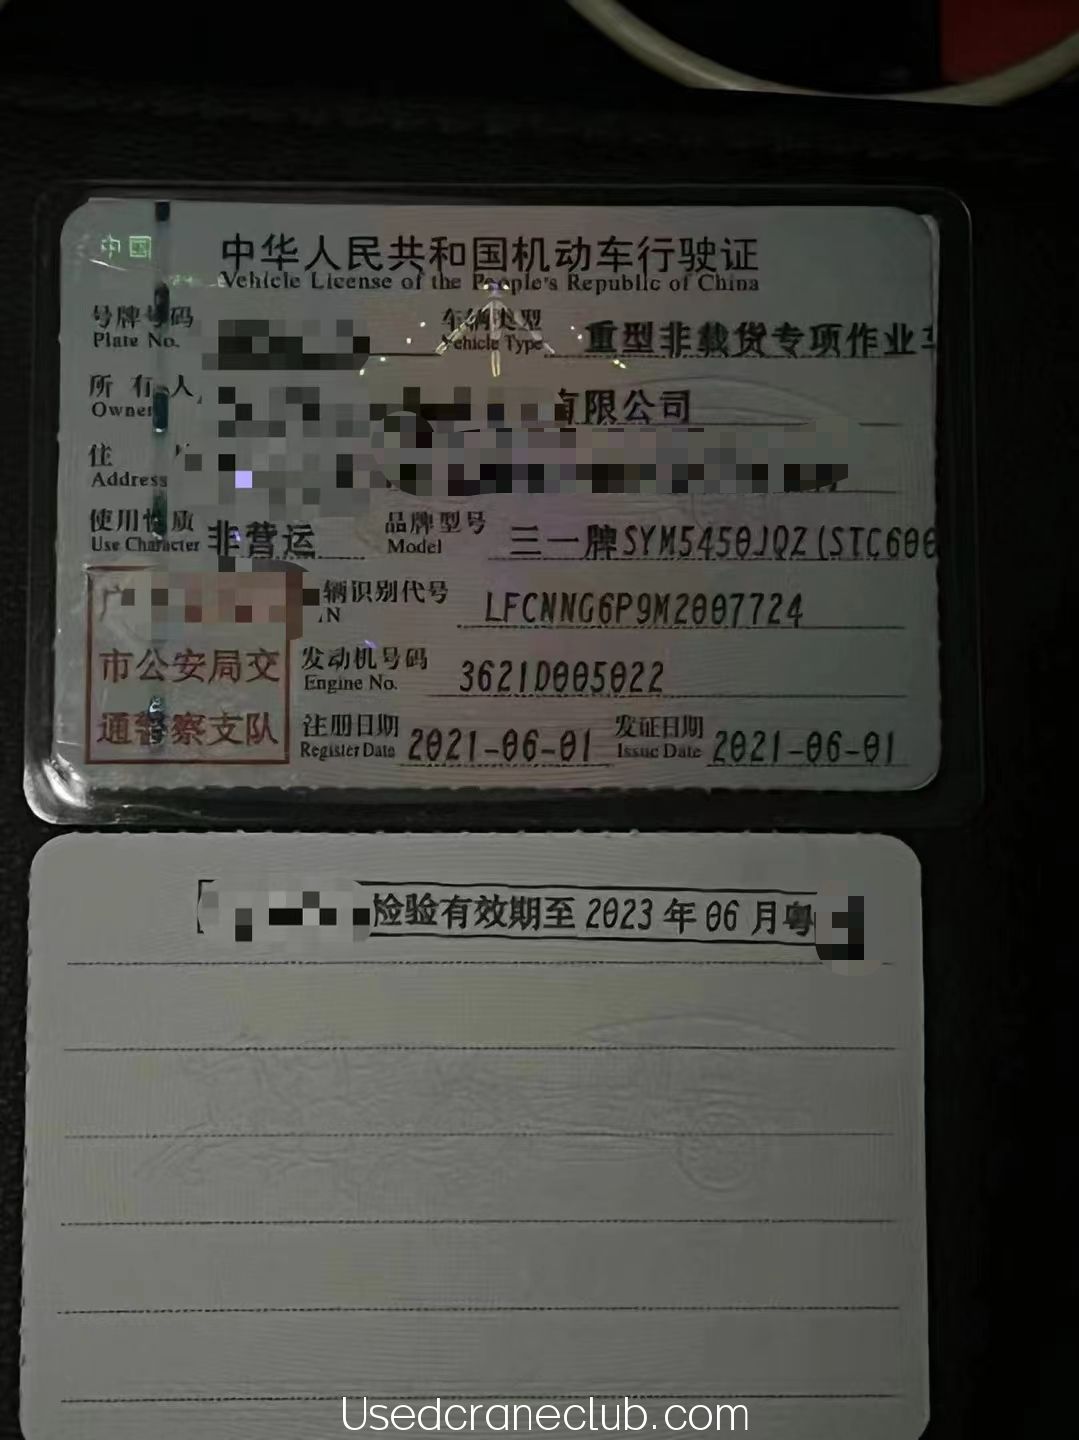 中国
中华人民共和国机动车行驶证
Vehicle License of the People's Republic of China
号牌号码
Plate No.
车辆类型
Vehicle Type
重型非载货专项作业车
所有人
Owner
有限公司
住
Address
使用性质
Use Character
非营运
品牌型号
Model
三一牌SYM5450JQZ(STC600
辆识别代号
LFCNNG6P9M2007724
市公安局交
通警察支队
发动机号码
Engine No.
3621D005022
注册日期
Register Date
2021-06-01
发证日期
Issue Date
2021-06-01
检验有效期至2023年06月粤
Usedcraneclub.com